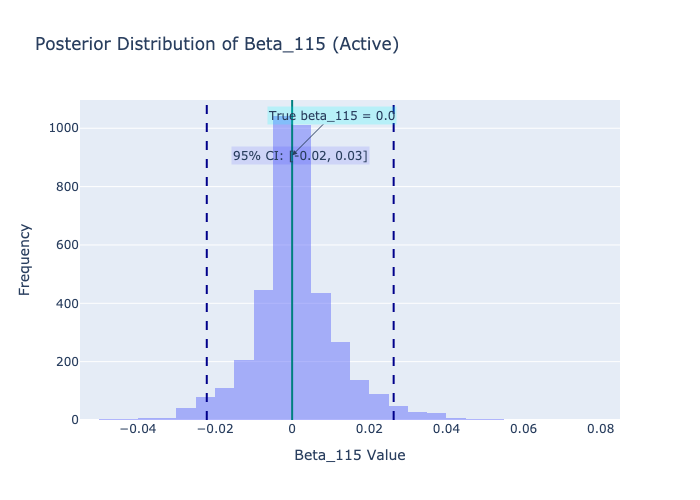 Posterior Distribution of Beta_115 (Active)
True beta_115 = 0.0
95% CI: [-0.02, 0.03]
1000
800
600
400
200
0
Frequency
−0.04
−0.02
0
0.02
0.04
0.06
0.08
Beta_115 Value